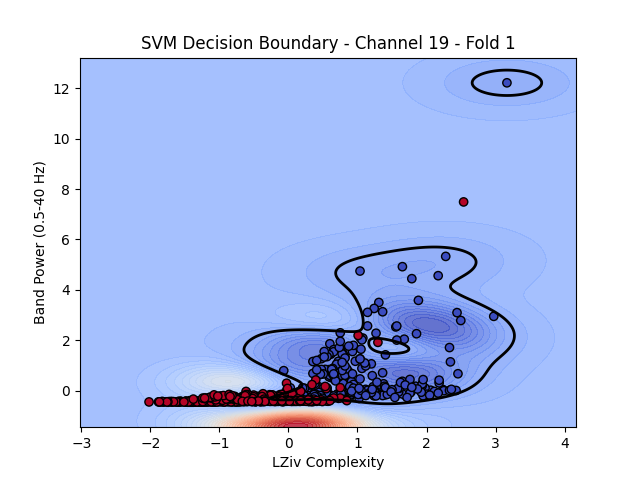 SVM Decision Boundary - Channel 19 - Fold 1
12
10
8
6
4
2
0
Band Power (0.5-40 Hz)
−3 −2 −1 0 1 2 3 4
LZiv Complexity